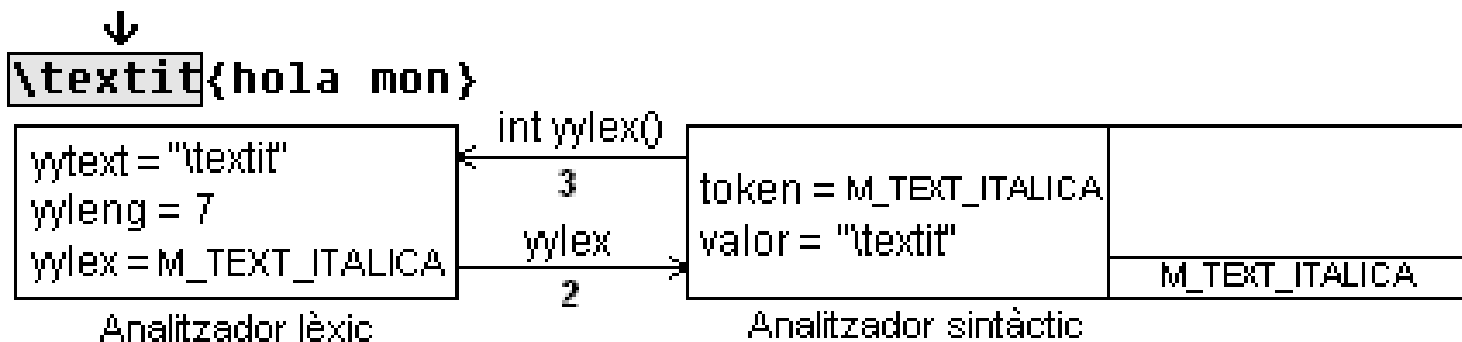 \textit{hola mon}
int yylex()
yytext = "\textit"
yyleng = 7
yylex = M_TEXT_ITALICA
3
yylex
2
token = M_TEXT_ITALICA
valor = "\textit"
M_TEXT_ITALICA
Analitzador lèxic
Analitzador sintàctic